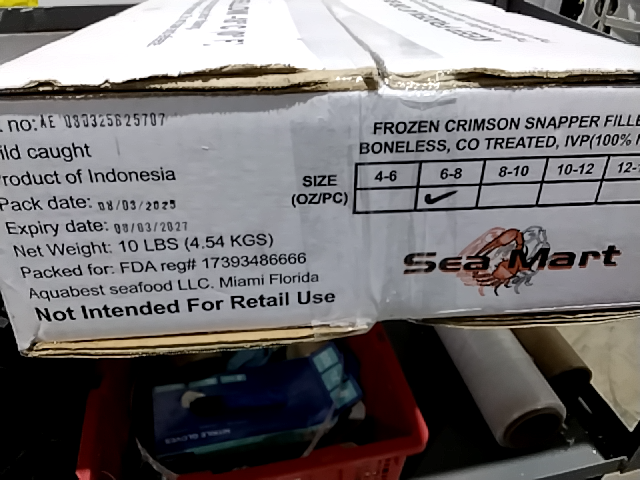 no: AE 080325625707
ild caught
roduct of Indonesia
Pack date: 08/03/2025
Expiry date: 08/03/2027
Net Weight: 10 LBS (4.54 KGS)
Packed for: FDA reg# 17393486666
Aquabest seafood LLC. Miami Florida
Not Intended For Retail Use
FROZEN CRIMSON SNAPPER FILLE
BONELESS, CO TREATED, IVP(100%
SIZE
(OZ/PC)
4-6 6-8 8-10 10-12 12-
Sea Mart
NITRILE GLOVES